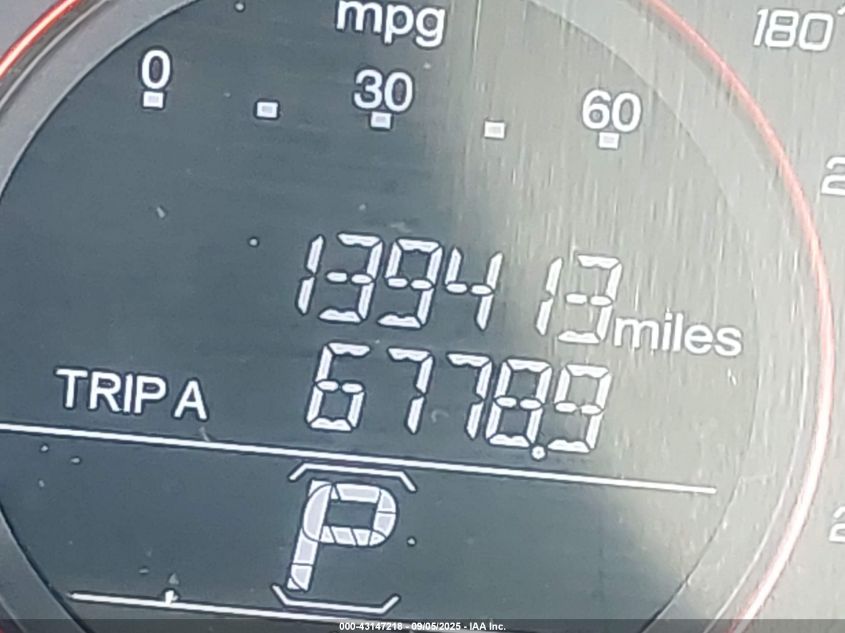 mpg
0 30 60
180
139413 miles
TRIP A 6778.9
P
000-43147218 - 09/05/2025 - IAA Inc.